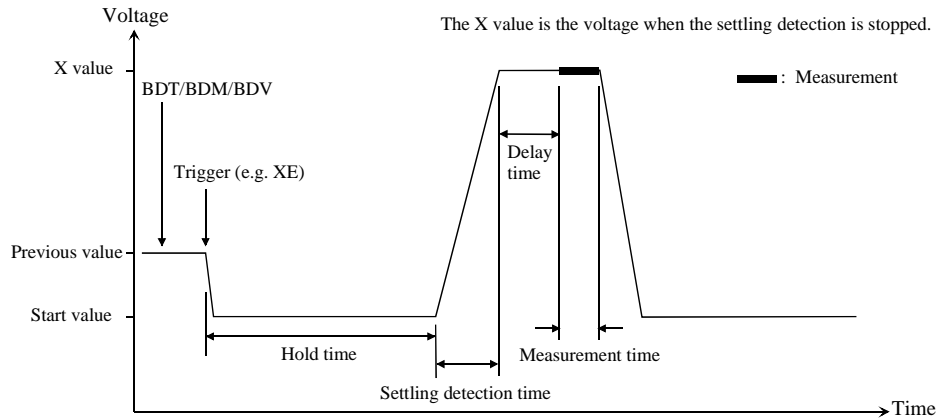 Voltage
The X value is the voltage when the settling detection is stopped.
X value
: Measurement
BDT/BDM/BDV
Delay
time
Trigger (e.g. XE)
Previous value
Start value
Hold time
Measurement time
Settling detection time
Time